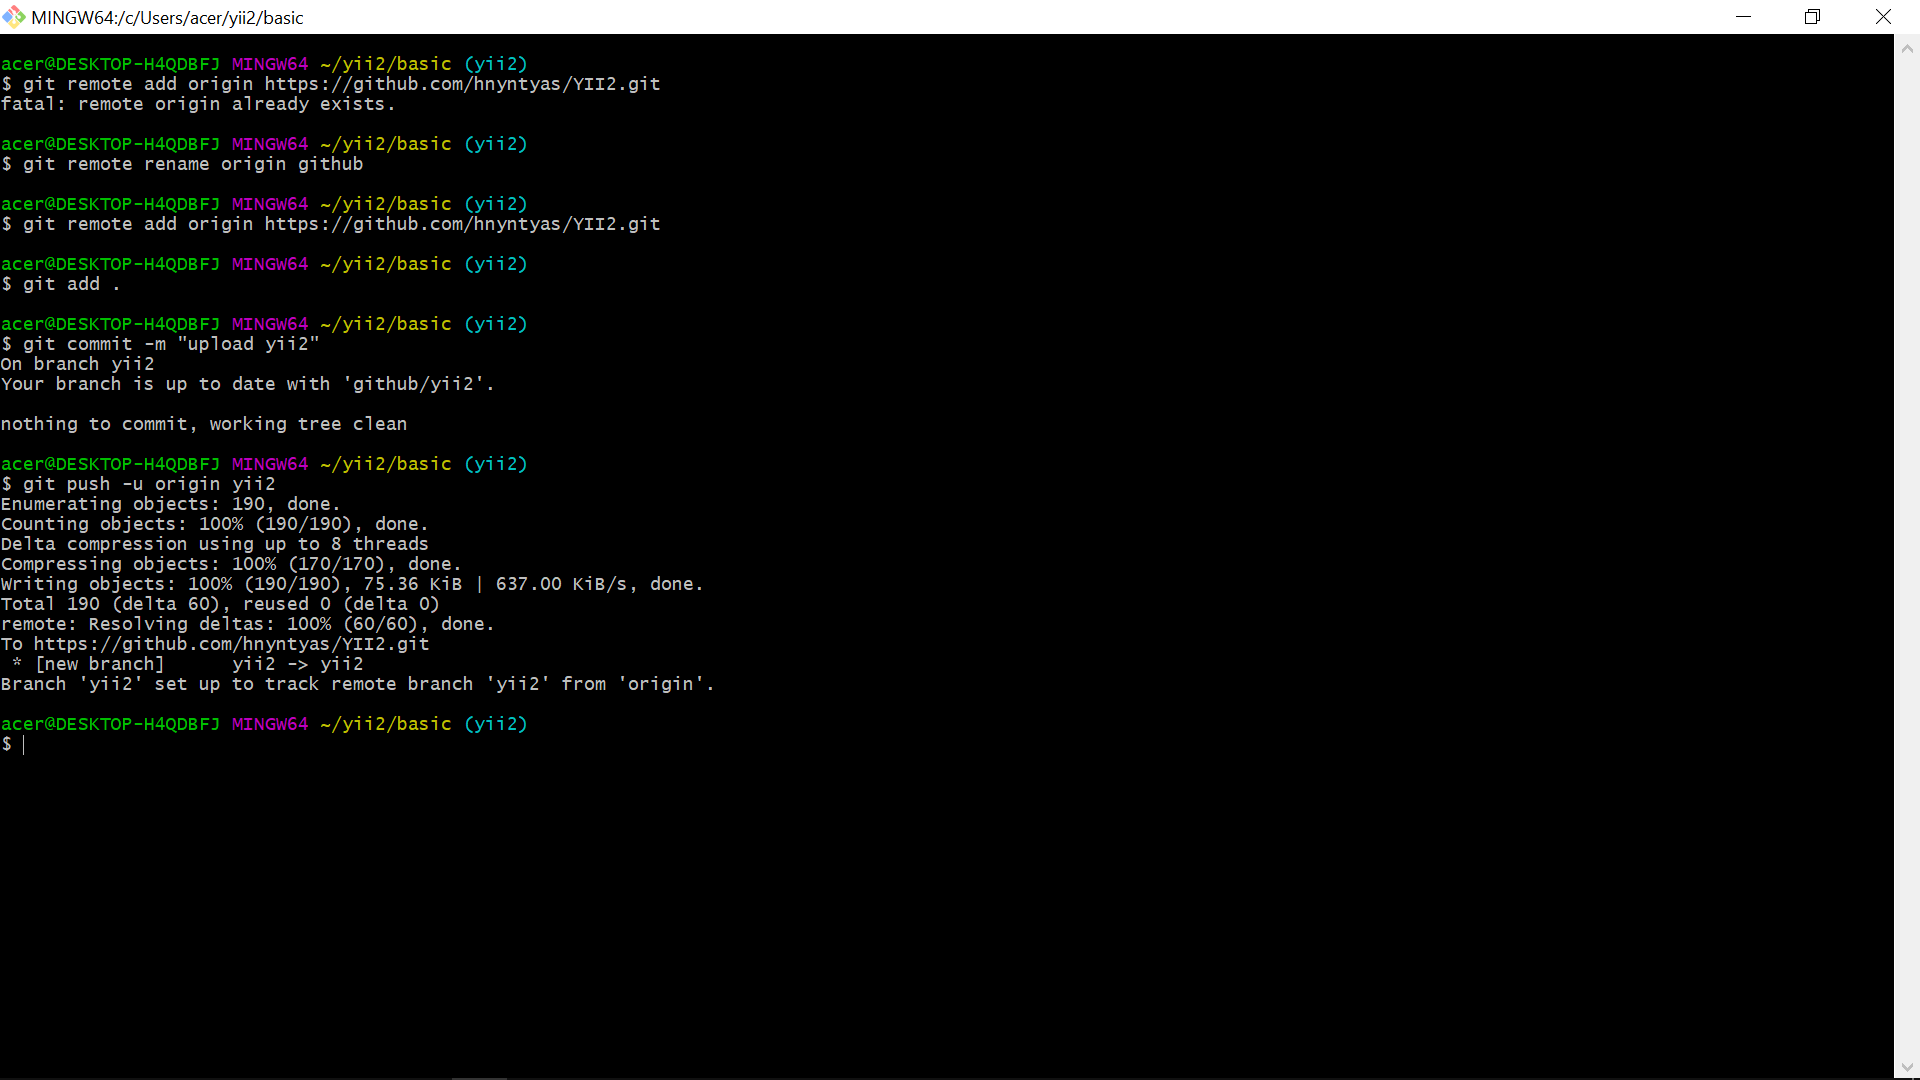 MINGW64:/c/Users/acer/yii2/basic
acer@DESKTOP-H4QDBFJ MINGW64 ~/yii2/basic (yii2)
$ git remote add origin https://github.com/hnyntyas/YII2.git
fatal: remote origin already exists.
acer@DESKTOP-H4QDBFJ MINGW64 ~/yii2/basic (yii2)
$ git remote rename origin github
acer@DESKTOP-H4QDBFJ MINGW64 ~/yii2/basic (yii2)
$ git remote add origin https://github.com/hnyntyas/YII2.git
acer@DESKTOP-H4QDBFJ MINGW64 ~/yii2/basic (yii2)
$ git add .
acer@DESKTOP-H4QDBFJ MINGW64 ~/yii2/basic (yii2)
$ git commit -m "upload yii2"
On branch yii2
Your branch is up to date with 'github/yii2'.
nothing to commit, working tree clean
acer@DESKTOP-H4QDBFJ MINGW64 ~/yii2/basic (yii2)
$ git push -u origin yii2
Enumerating objects: 190, done.
Counting objects: 100% (190/190), done.
Delta compression using up to 8 threads
Compressing objects: 100% (170/170), done.
Writing objects: 100% (190/190), 75.36 KiB | 637.00 KiB/s, done.
Total 190 (delta 60), reused 0 (delta 0)
remote: Resolving deltas: 100% (60/60), done.
To https://github.com/hnyntyas/YII2.git
 * [new branch]      yii2 -> yii2
Branch 'yii2' set up to track remote branch 'yii2' from 'origin'.
acer@DESKTOP-H4QDBFJ MINGW64 ~/yii2/basic (yii2)
$